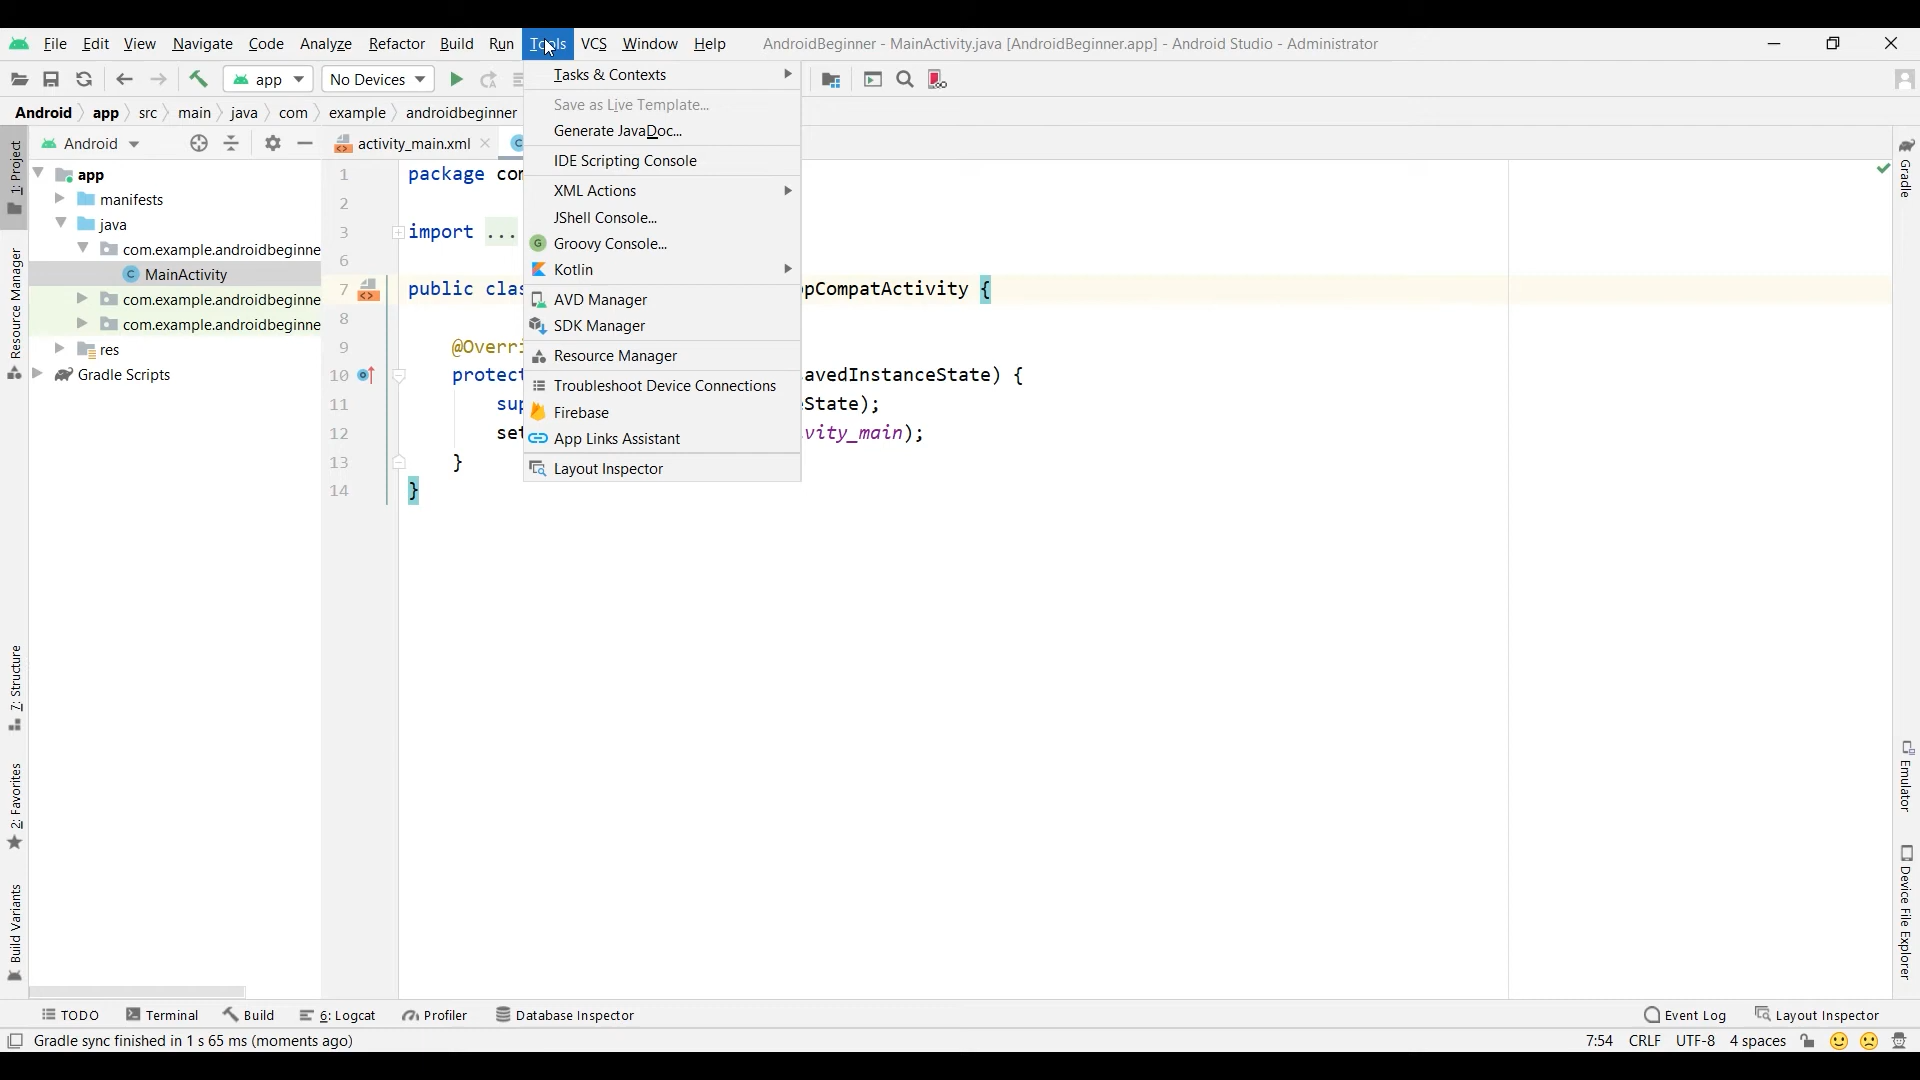 File Edit View Navigate Code Analyze Refactor Build Run Tools VCS Window Help AndroidBeginner - MainActivity.java [AndroidBeginner.app] - Android Studio - Administrator
app No Devices
Android app src main java com example androidbeginner
Android activity_main.xml
app
manifests
java
com.example.androidbeginne
MainActivity
com.example.androidbeginne
com.example.androidbeginne
res
Gradle Scripts
1: Project
Resource Manager
7: Structure
2: Favorites
Build Variants
Tasks & Contexts
Save as Live Template...
Generate JavaDoc...
IDE Scripting Console
XML Actions
JShell Console...
Groovy Console...
Kotlin
AVD Manager
SDK Manager
Resource Manager
Troubleshoot Device Connections
Firebase
App Links Assistant
Layout Inspector
1 package con
2
3 import ...
6
7 public clas ppCompatActivity {
8
9 @Overri
10 protect avedInstanceState) {
11 sup eState);
12 set vity_main);
13 }
14 }
Gradle
Emulator
Device File Explorer
TODO Terminal Build 6: Logcat Profiler Database Inspector Event Log Layout Inspector
Gradle sync finished in 1 s 65 ms (moments ago) 7:54 CRLF UTF-8 4 spaces